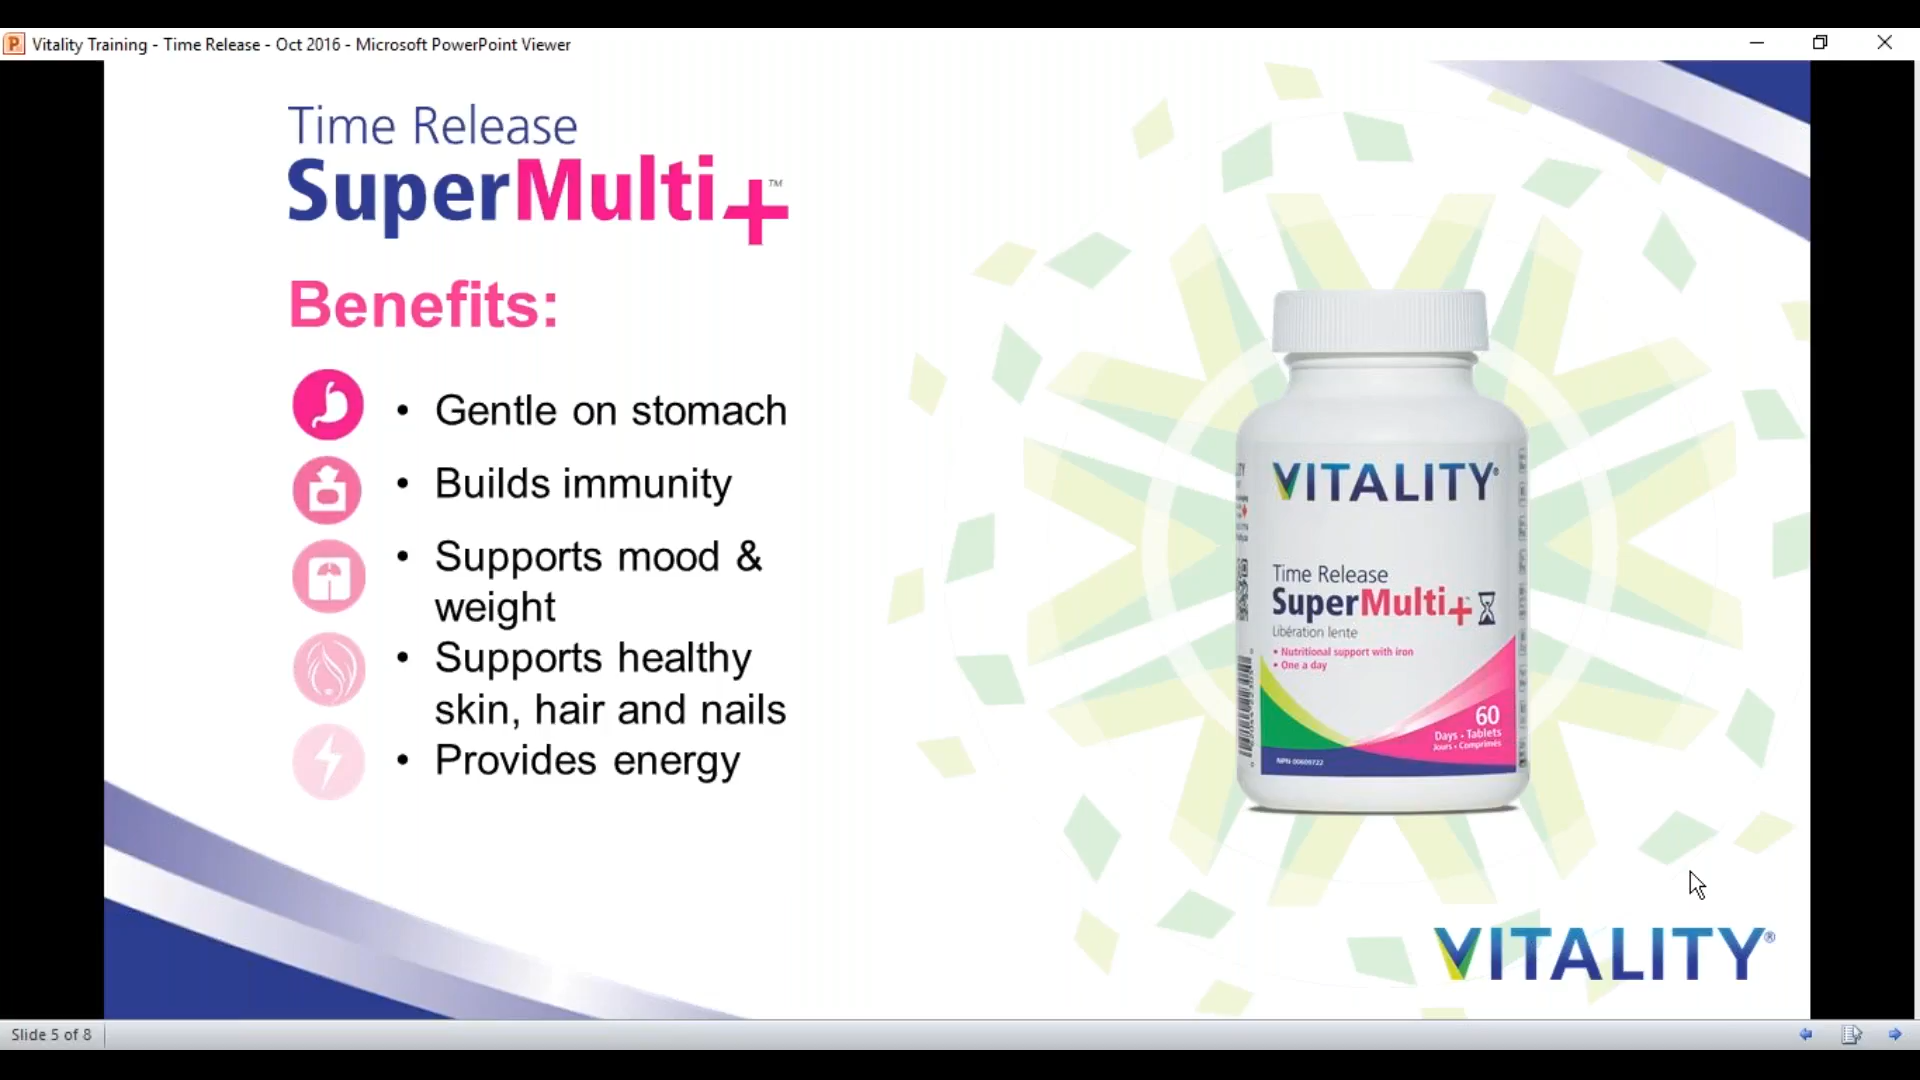 Vitality Training - Time Release - Oct 2016 - Microsoft PowerPoint Viewer
Time Release
SuperMulti+™
Benefits:
• Gentle on stomach
• Builds immunity
• Supports mood &
weight
• Supports healthy
skin, hair and nails
• Provides energy
VITALITY®
Time Release
SuperMulti+
Libération lente
• Nutritional support with iron
• One a day
60
Days • Tablets
Jours • Comprimés
NPN 00609722
VITALITY®
Slide 5 of 8